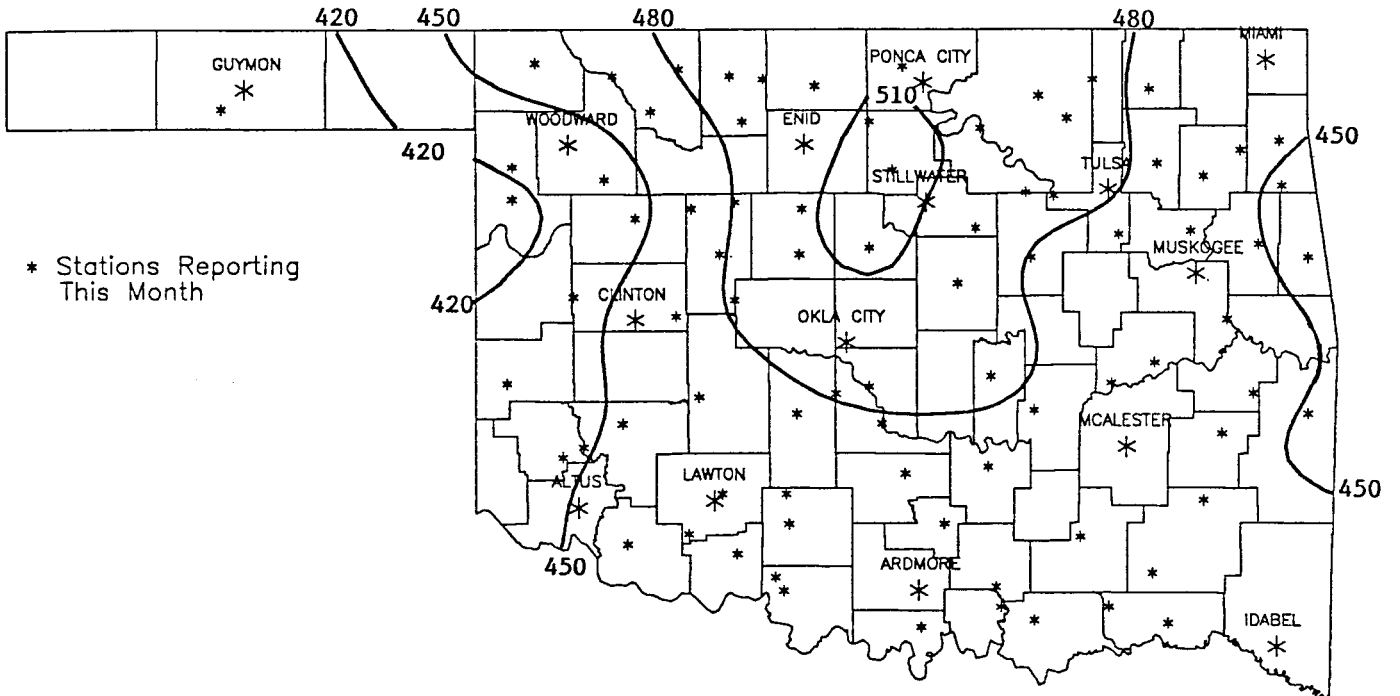 420 450 480 480
MIAMI
PONCA CITY
GUYMON
510
WOODWARD ENID
450
420
TULSA
STILLWATER
MUSKOGEE
* Stations Reporting
This Month
CLINTON
420
OKLA CITY
MCALESTER
LAWTON
ALTUS
450
450
ARDMORE
IDABEL